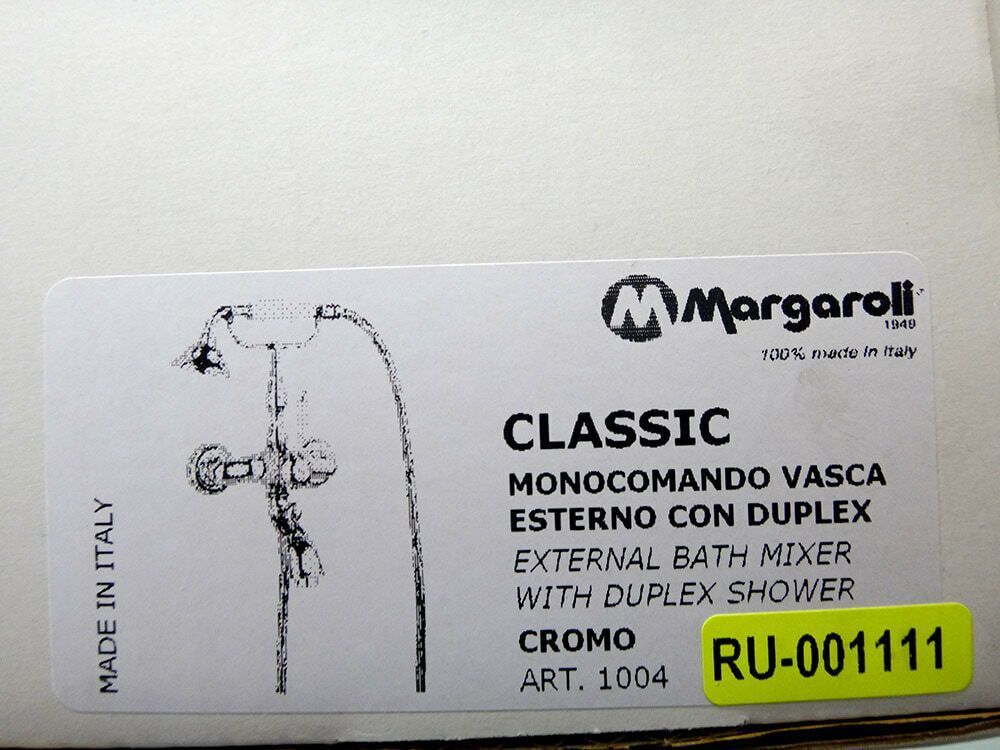 Margaroli
1949
100% made in Italy
CLASSIC
MONOCOMANDO VASCA
ESTERNO CON DUPLEX
EXTERNAL BATH MIXER
WITH DUPLEX SHOWER
CROMO
ART. 1004
RU-001111
MADE IN ITALY